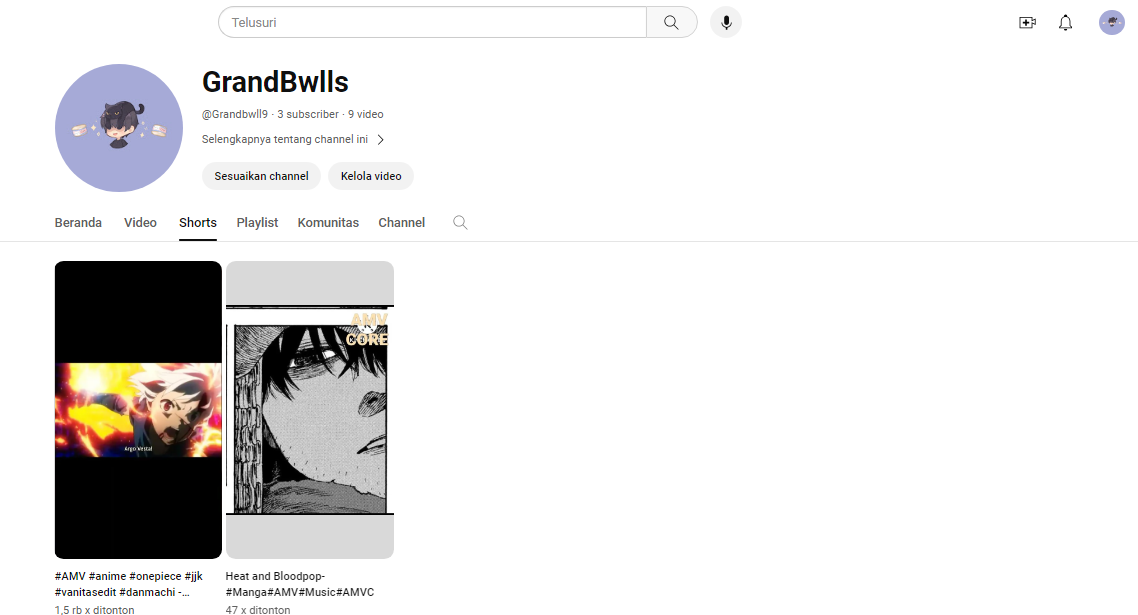 Telusuri
GrandBwlls
@Grandbwll9 · 3 subscriber · 9 video
Selengkapnya tentang channel ini
Sesuaikan channel
Kelola video
Beranda
Video
Shorts
Playlist
Komunitas
Channel
Argo Vesta!
AMV
CORE
#AMV #anime #onepiece #jjk
#vanitasedit #danmachi -...
1,5 rb x ditonton
Heat and Bloodpop-
#Manga#AMV#Music#AMVC
47 x ditonton